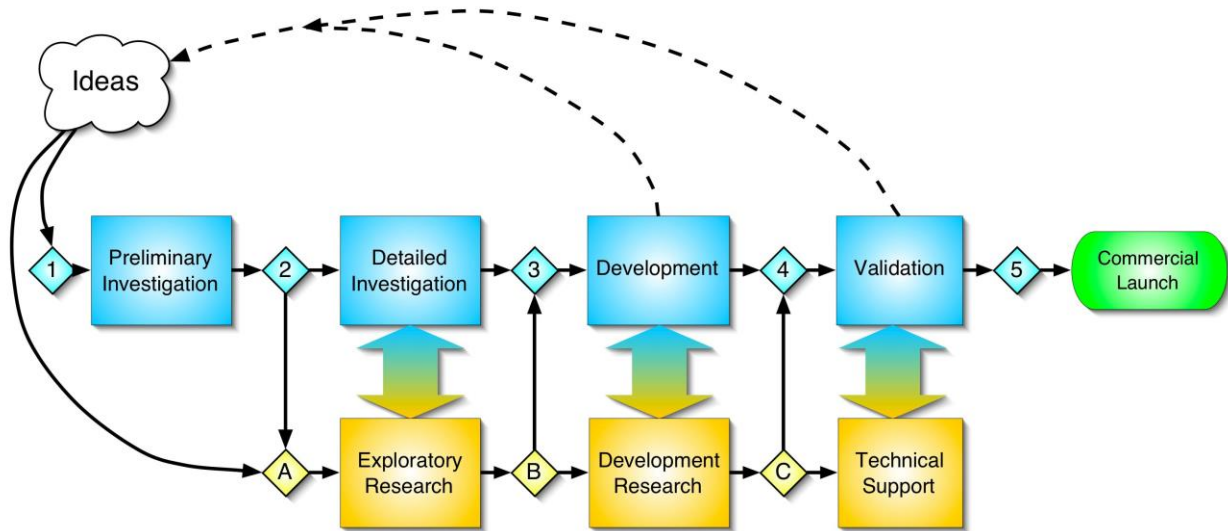 Ideas
1
Preliminary
Investigation
2
Detailed
Investigation
3
Development
4
Validation
5
Commercial
Launch
A
Exploratory
Research
B
Development
Research
C
Technical
Support